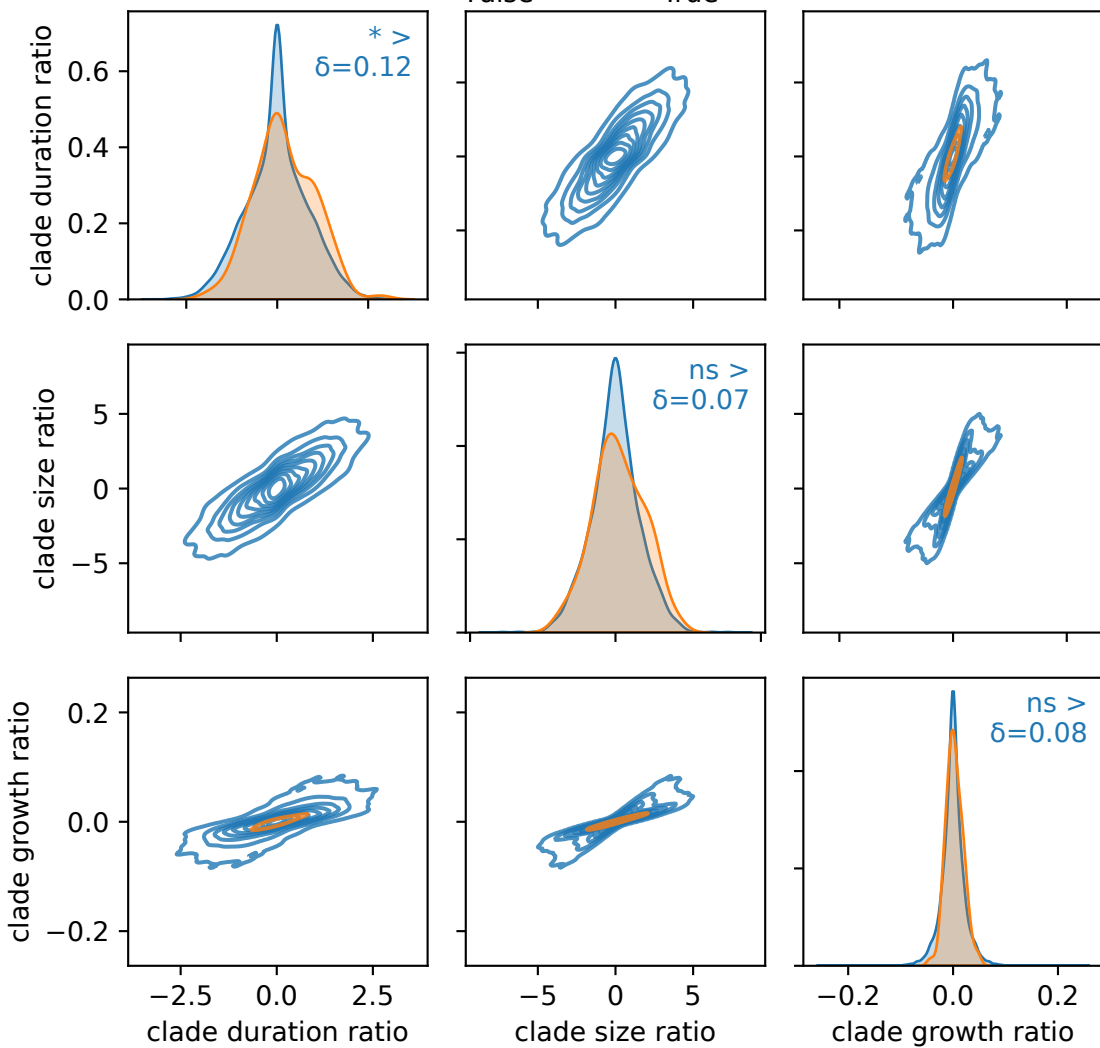 clade duration ratio
0.6
0.4
0.2
0.0
* >
δ=0.12
clade size ratio
5
0
−5
ns >
δ=0.07
clade growth ratio
0.2
0.0
−0.2
ns >
δ=0.08
−2.5 0.0 2.5
−5 0 5
−0.2 0.0 0.2
clade duration ratio
clade size ratio
clade growth ratio